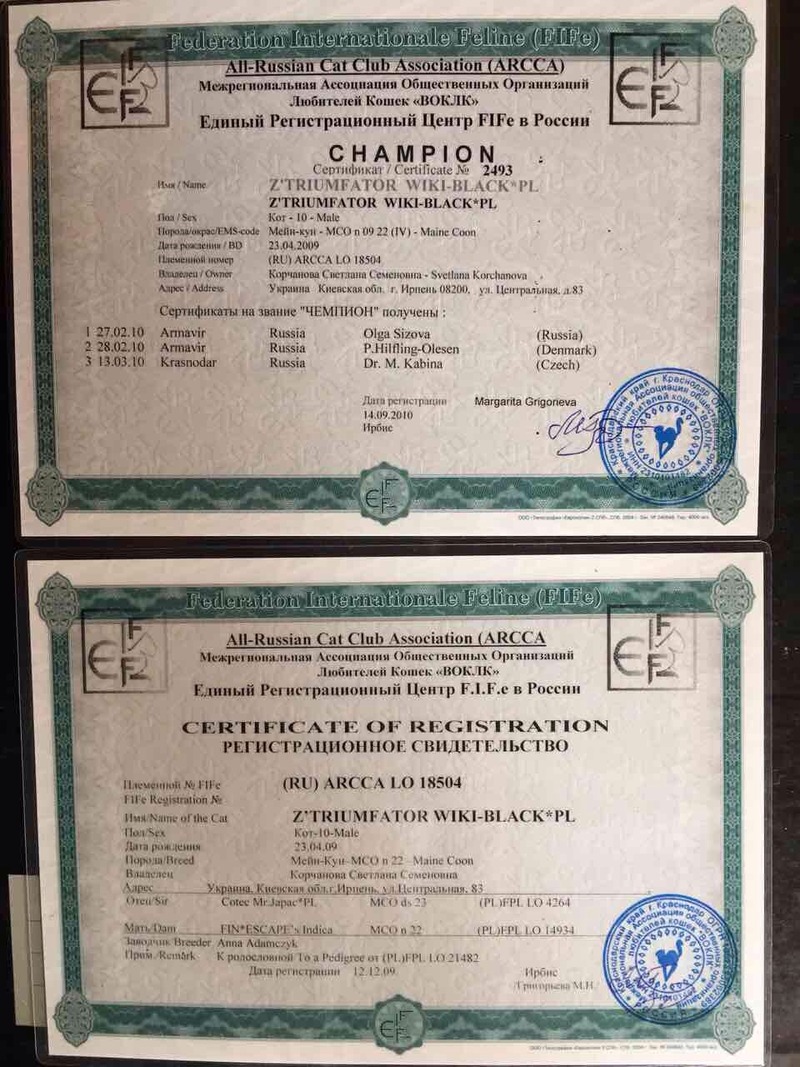 Federation Internationale Feline (FIFe)
All-Russian Cat Club Association (ARCCA)
Межрегиональная Ассоциация Общественных Организаций
Любителей Кошек «ВОКЛК»
Единый Регистрационный Центр FIFe в России
CHAMPION
Сертификат / Certificate № 2493
Имя / Name Z'TRIUMFATOR WIKI-BLACK*PL
Z'TRIUMFATOR WIKI-BLACK*PL
Пол / Sex Кот - 10 - Male
Порода/окрас/EMS-code Мейн-кун - MCO n 09 22 (IV) - Maine Coon
Дата рождения / BD 23.04.2009
Племенной номер (RU) ARCCA LO 18504
Владелец / Owner Корчанова Светлана Семеновна - Svetlana Korchanova
Адрес / Address Украина Киевская обл. г. Ирпень 08200, ул. Центральная, д.83
Сертификаты на звание "ЧЕМПИОН" получены :
1 27.02.10 Armavir Russia Olga Sizova (Russia)
2 28.02.10 Armavir Russia P.Hilfling-Olesen (Denmark)
3 13.03.10 Krasnodar Russia Dr. M. Kabina (Czech)
Дата регистрации Margarita Grigorieva
14.09.2010
Ирбис
Federation Internationale Feline (FIFe)
All-Russian Cat Club Association (ARCCA
Межрегиональная Ассоциация Общественных Организаций
Любителей Кошек «ВОКЛК»
Единый Регистрационный Центр F.I.F.e в России
CERTIFICATE OF REGISTRATION
РЕГИСТРАЦИОННОЕ СВИДЕТЕЛЬСТВО
Племенной № FIFe (RU) ARCCA LO 18504
FIFe Registration №
Имя Name of the Cat Z'TRIUMFATOR WIKI-BLACK*PL
Пол Sex Кот-10-Male
Дата рождения 23.04.09
Порода/Breed Мейн-Кун-MCO n 22 - Maine Coon
Владелец Корчанова Светлана Семеновна
Адрес Украина, Киевская обл.г.Ирпень, ул.Центральная, 83
Отец/Sir Cotec Mr.Japac*PL MCO ds 23 (PL)FPL LO 4264
Мать/Dam FIN*ESCAPE's Indica MCO n 22 (PL)FPL LO 14934
Заводчик Breeder Anna Adamczyk
Прим./Remark К родословной To a Pedigree от (PL)FPL LO 21482
Дата регистрации 12.12.09 Ирбис
Григорьева М.Н.